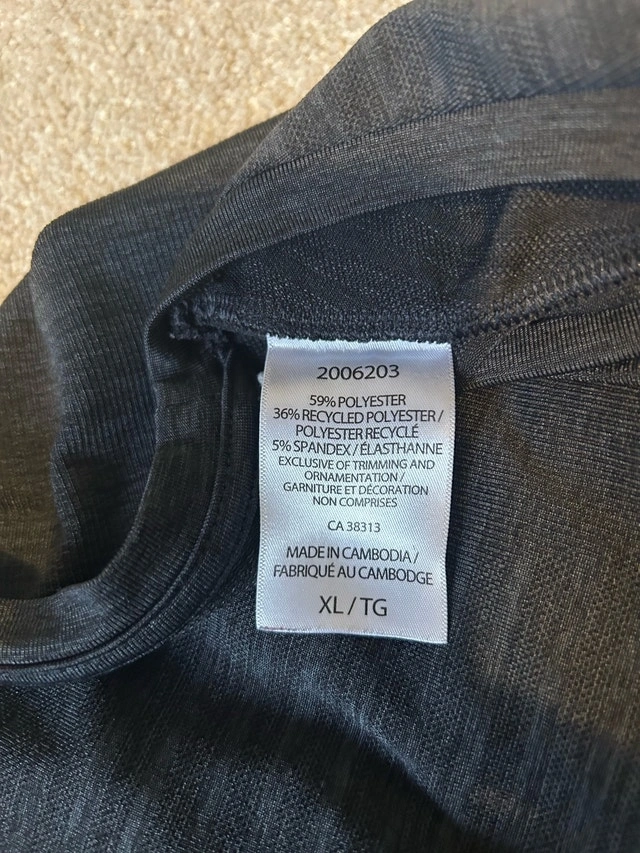 2006203
59% POLYESTER
36% RECYCLED POLYESTER /
POLYESTER RECYCLÉ
5% SPANDEX / ÉLASTHANNE
EXCLUSIVE OF TRIMMING AND
ORNAMENTATION /
GARNITURE ET DÉCORATION
NON COMPRISES
CA 38313
MADE IN CAMBODIA /
FABRIQUÉ AU CAMBODGE
XL / TG